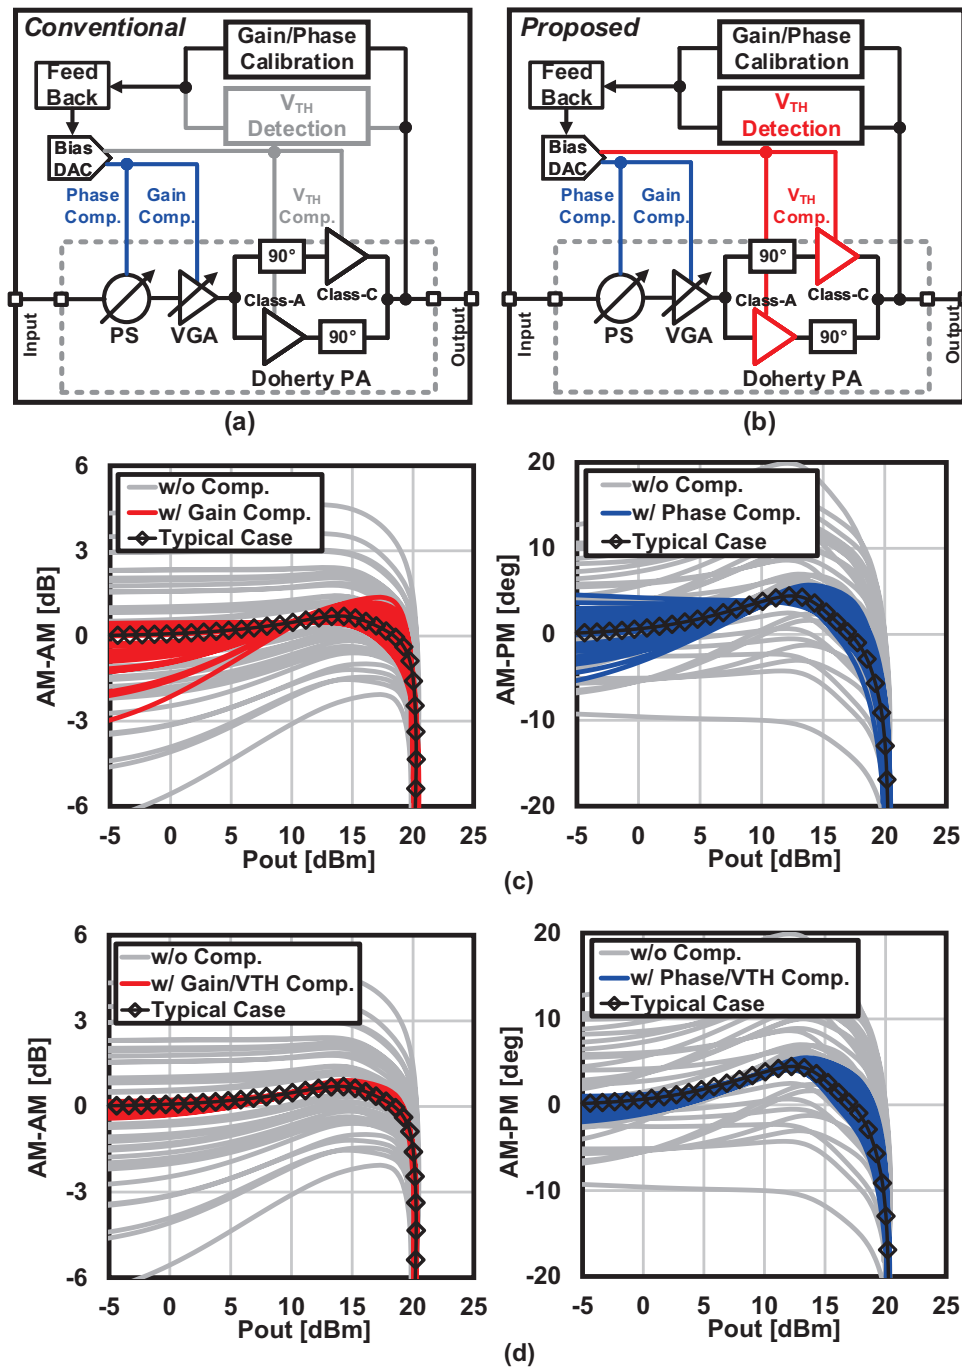 Conventional
Gain/Phase
Calibration
Feed
Back
VTH
Detection
Bias
DAC
Phase
Comp.
Gain
Comp.
VTH
Comp.
90°
Class-A
Class-C
PS
VGA
90°
Doherty PA
Input
Output
(a)
Proposed
Gain/Phase
Calibration
Feed
Back
VTH
Detection
Bias
DAC
Phase
Comp.
Gain
Comp.
VTH
Comp.
90°
Class-A
Class-C
PS
VGA
90°
Doherty PA
Input
Output
(b)
6
3
0
-3
-6
AM-AM [dB]
w/o Comp.
w/ Gain Comp.
Typical Case
-5 0 5 10 15 20 25
Pout [dBm]
20
10
0
-10
-20
AM-PM [deg]
w/o Comp.
w/ Phase Comp.
Typical Case
-5 0 5 10 15 20 25
Pout [dBm]
(c)
6
3
0
-3
-6
AM-AM [dB]
w/o Comp.
w/ Gain/VTH Comp.
Typical Case
-5 0 5 10 15 20 25
Pout [dBm]
20
10
0
-10
-20
AM-PM [deg]
w/o Comp.
w/ Phase/VTH Comp.
Typical Case
-5 0 5 10 15 20 25
Pout [dBm]
(d)